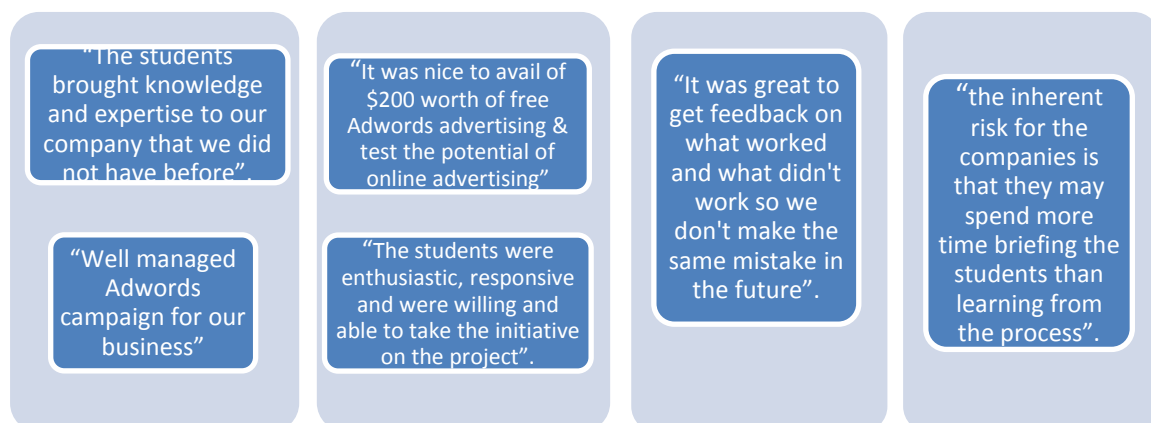 “The students
brought knowledge
and expertise to our
company that we did
not have before”.
“Well managed
Adwords
campaign for our
business”
“It was nice to avail of
$200 worth of free
Adwords advertising &
test the potential of
online advertising”
“The students were
enthusiastic, responsive
and were willing and
able to take the initiative
on the project”.
“It was great to
get feedback on
what worked
and what didn't
work so we
don't make the
same mistake in
the future”.
“the inherent
risk for the
companies is
that they may
spend more
time briefing the
students than
learning from
the process”.